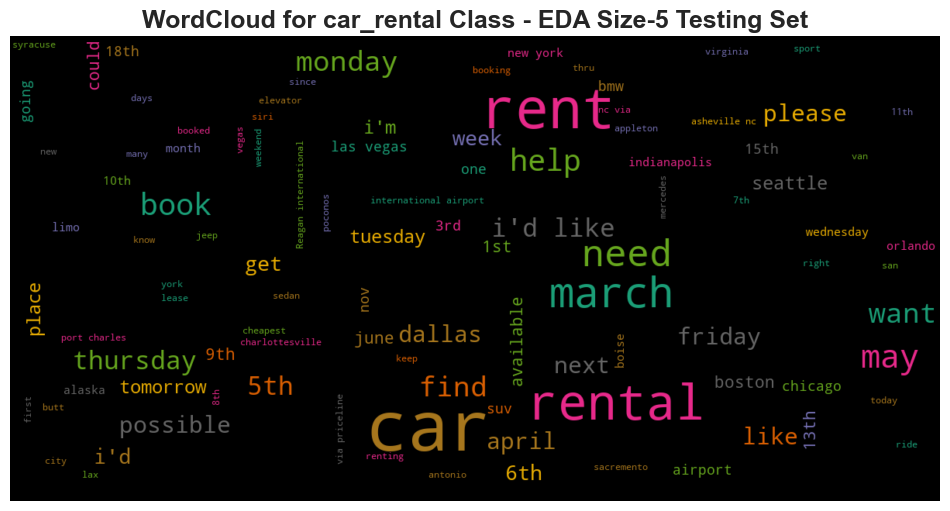 WordCloud for car_rental Class - EDA Size-5 Testing Set
syracuse
could
18th
monday
new york
virginia
sport
since
booking
thru
going
days
elevator
siri
rent
bmw
nc via
please
11th
booked
vegas
weekend
i'm
week
appleton
asheville nc
new
many
month
las vegas
one
help
indianapolis
15th
van
10th
Reagan international
seattle
book
poconos
international airport
mercedes
7th
limo
know
jeep
tuesday
3rd
i'd like
1st
wednesday
orlando
get
need
right
san
york
lease
sedan
nov
march
place
want
port charles
cheapest
charlottesville
june
dallas
available
friday
thursday
9th
keep
next
boise
may
alaska
tomorrow
8th
5th
find
boston
chicago
first
butt
possible
car
suv
rental
today
april
like
13th
ride
city
i'd
via priceline
renting
6th
sacramento
airport
lax
antonio